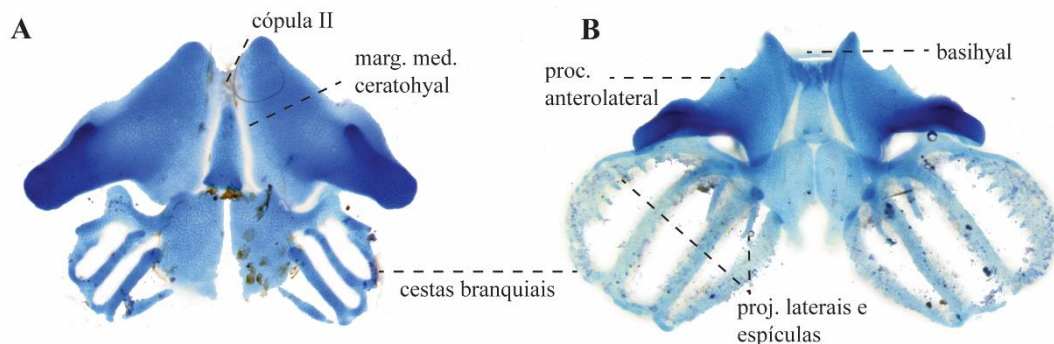 A
cópula II
marg. med.
ceratohyal
cestas branquiais
B
basihyal
proc.
anterolateral
proj. laterais e
espículas